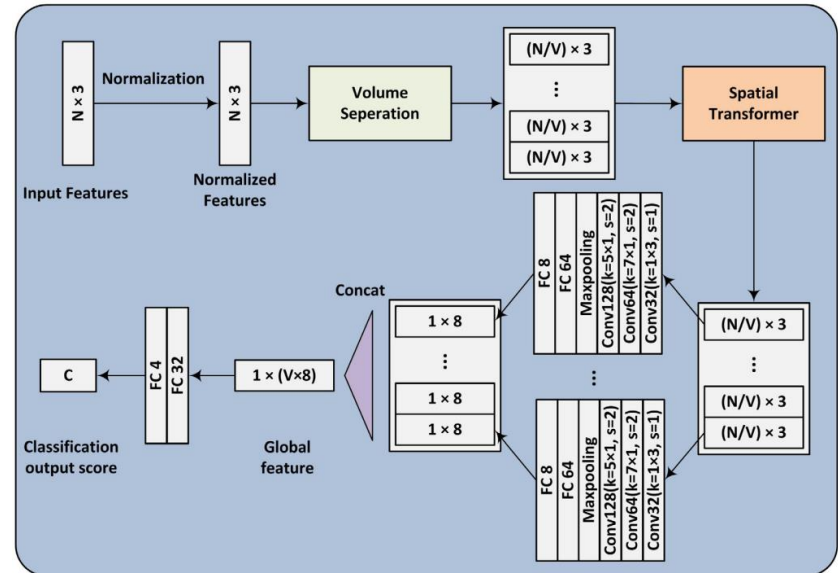 N × 3
Normalization
N × 3
Input Features
Normalized
Features
Volume
Seperation
(N/V) × 3
...
(N/V) × 3
(N/V) × 3
Spatial
Transformer
(N/V) × 3
...
(N/V) × 3
(N/V) × 3
FC 8
FC 64
Maxpooling
Conv128(k=5×1, s=2)
Conv64(k=7×1, s=2)
Conv32(k=1×3, s=1)
...
FC 8
FC 64
Maxpooling
Conv128(k=5×1, s=2)
Conv64(k=7×1, s=2)
Conv32(k=1×3, s=1)
Concat
1 × 8
...
1 × 8
1 × 8
1 × (V×8)
Global
feature
FC 4
FC 32
C
Classification
output score